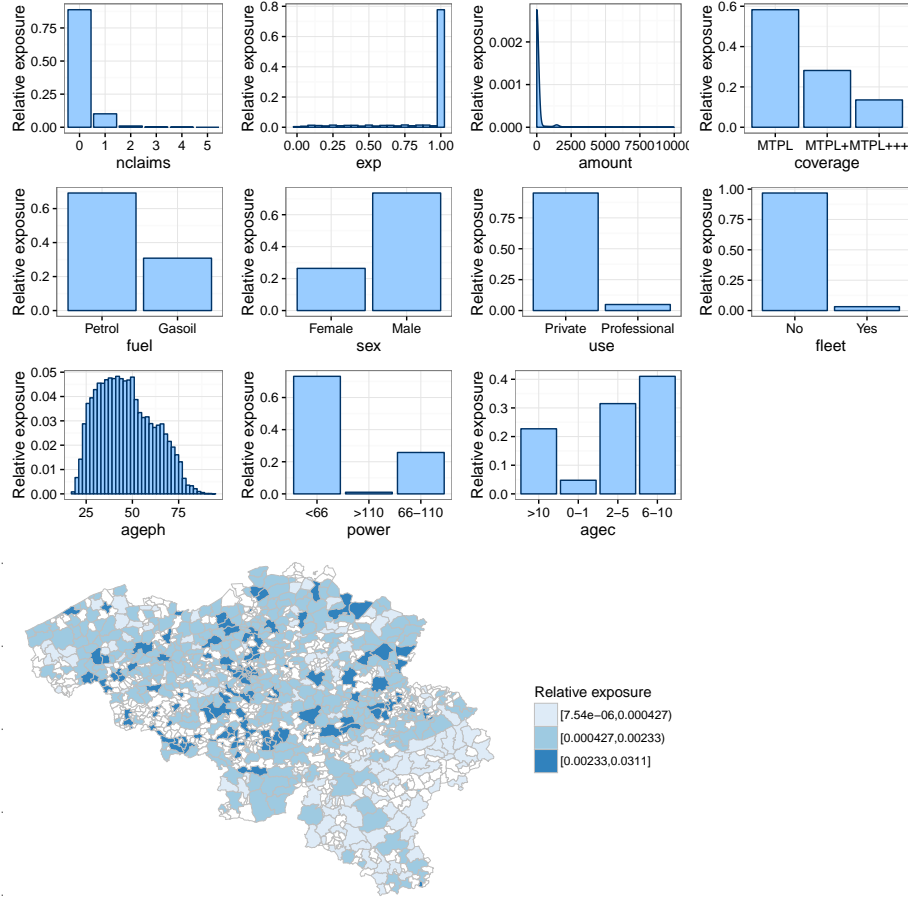 Relative exposure
0.75
0.50
0.25
0.00
0 1 2 3 4 5
nclaims
Relative exposure
0.8
0.6
0.4
0.2
0.0
0.00 0.25 0.50 0.75 1.00
exp
Relative exposure
0.002
0.001
0.000
0 2500 5000 7500 1000
amount
Relative exposure
0.6
0.4
0.2
0.0
MTPL MTPL+ MTPL+++
coverage
Relative exposure
0.6
0.4
0.2
0.0
Petrol Gasoil
fuel
Relative exposure
0.6
0.4
0.2
0.0
Female Male
sex
Relative exposure
0.75
0.50
0.25
0.00
Private Professional
use
Relative exposure
1.00
0.75
0.50
0.25
0.00
No Yes
fleet
Relative exposure
0.05
0.04
0.03
0.02
0.01
0.00
25 50 75
ageph
Relative exposure
0.6
0.4
0.2
0.0
<66 >110 66−110
power
Relative exposure
0.4
0.3
0.2
0.1
0.0
>10 0−1 2−5 6−10
agec
Relative exposure
[7.54e−06,0.000427)
[0.000427,0.00233)
[0.00233,0.0311]